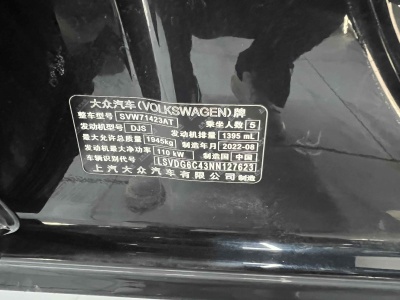 大众汽车(VOLKSWAGEN)牌
整车型号 SVW71423AT 乘坐人数 5
发动机型号 DJS 发动机排量 1395 mL
最大允许总质量 1945kg 制造年月 2022-08
发动机最大净功率 110 kW 制造国 中国
车辆识别代号 LSVDG6C43NN127623
上汽大众汽车有限公司 制造